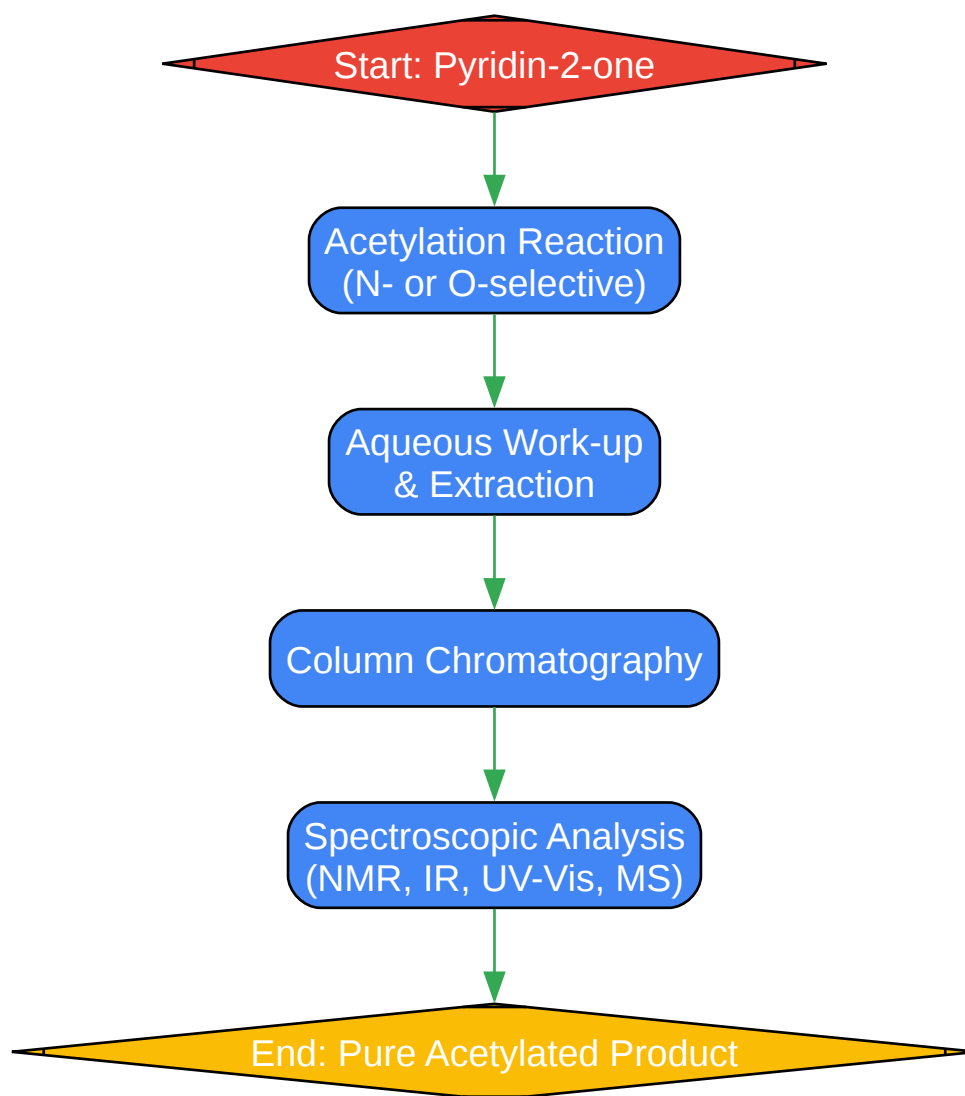 Start: Pyridin-2-one
Acetylation Reaction
(N- or O-selective)
Aqueous Work-up
& Extraction
Column Chromatography
Spectroscopic Analysis
(NMR, IR, UV-Vis, MS)
End: Pure Acetylated Product